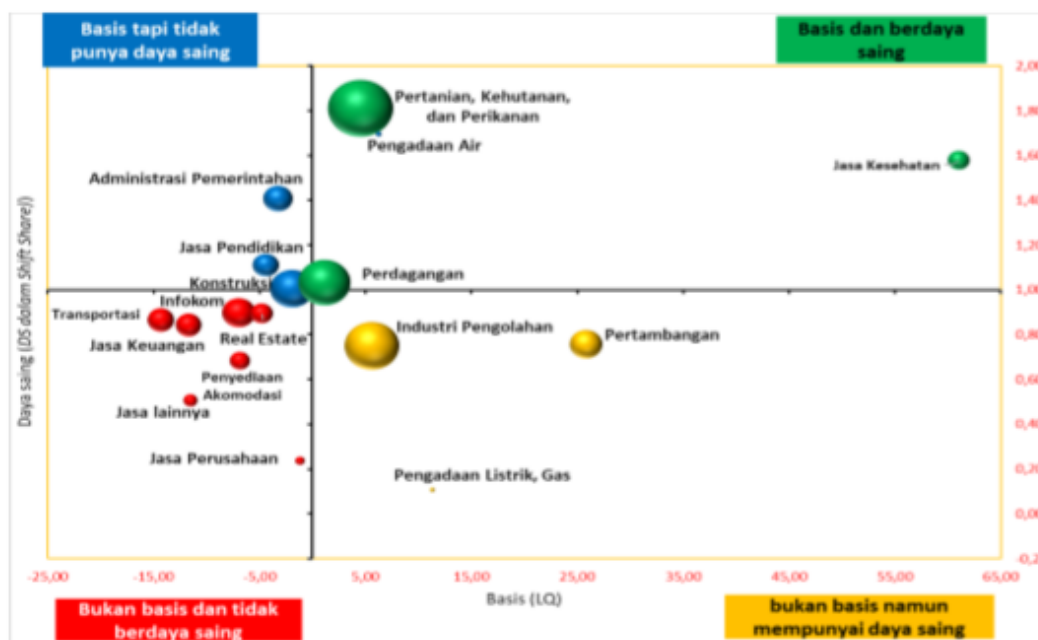 Basis tapi tidak
punya daya saing
Basis dan berdaya
saing
2,00
Pertanian, Kehutanan,
dan Perikanan
1,80
Pengadaan Air
Jasa Kesehatan
1,60
Administrasi Pemerintahan
1,40
Jasa Pendidikan
1,20
Konstruksi
Perdagangan
1,00
Infokom
Transportasi
Industri Pengolahan
Pertambangan
Jasa Keuangan
Real Estate
0,80
Penyediaan
Akomodasi
0,60
Jasa lainnya
0,40
Jasa Perusahaan
Pengadaan Listrik, Gas
0,20
0,00
-0,2
Daya saing (DS dalam Shift Share))
-25,00 -15,00 -5,00 5,00 15,00 25,00 35,00 45,00 55,00 65,00
Basis (LQ)
Bukan basis dan tidak
berdaya saing
bukan basis namun
mempunyai daya saing